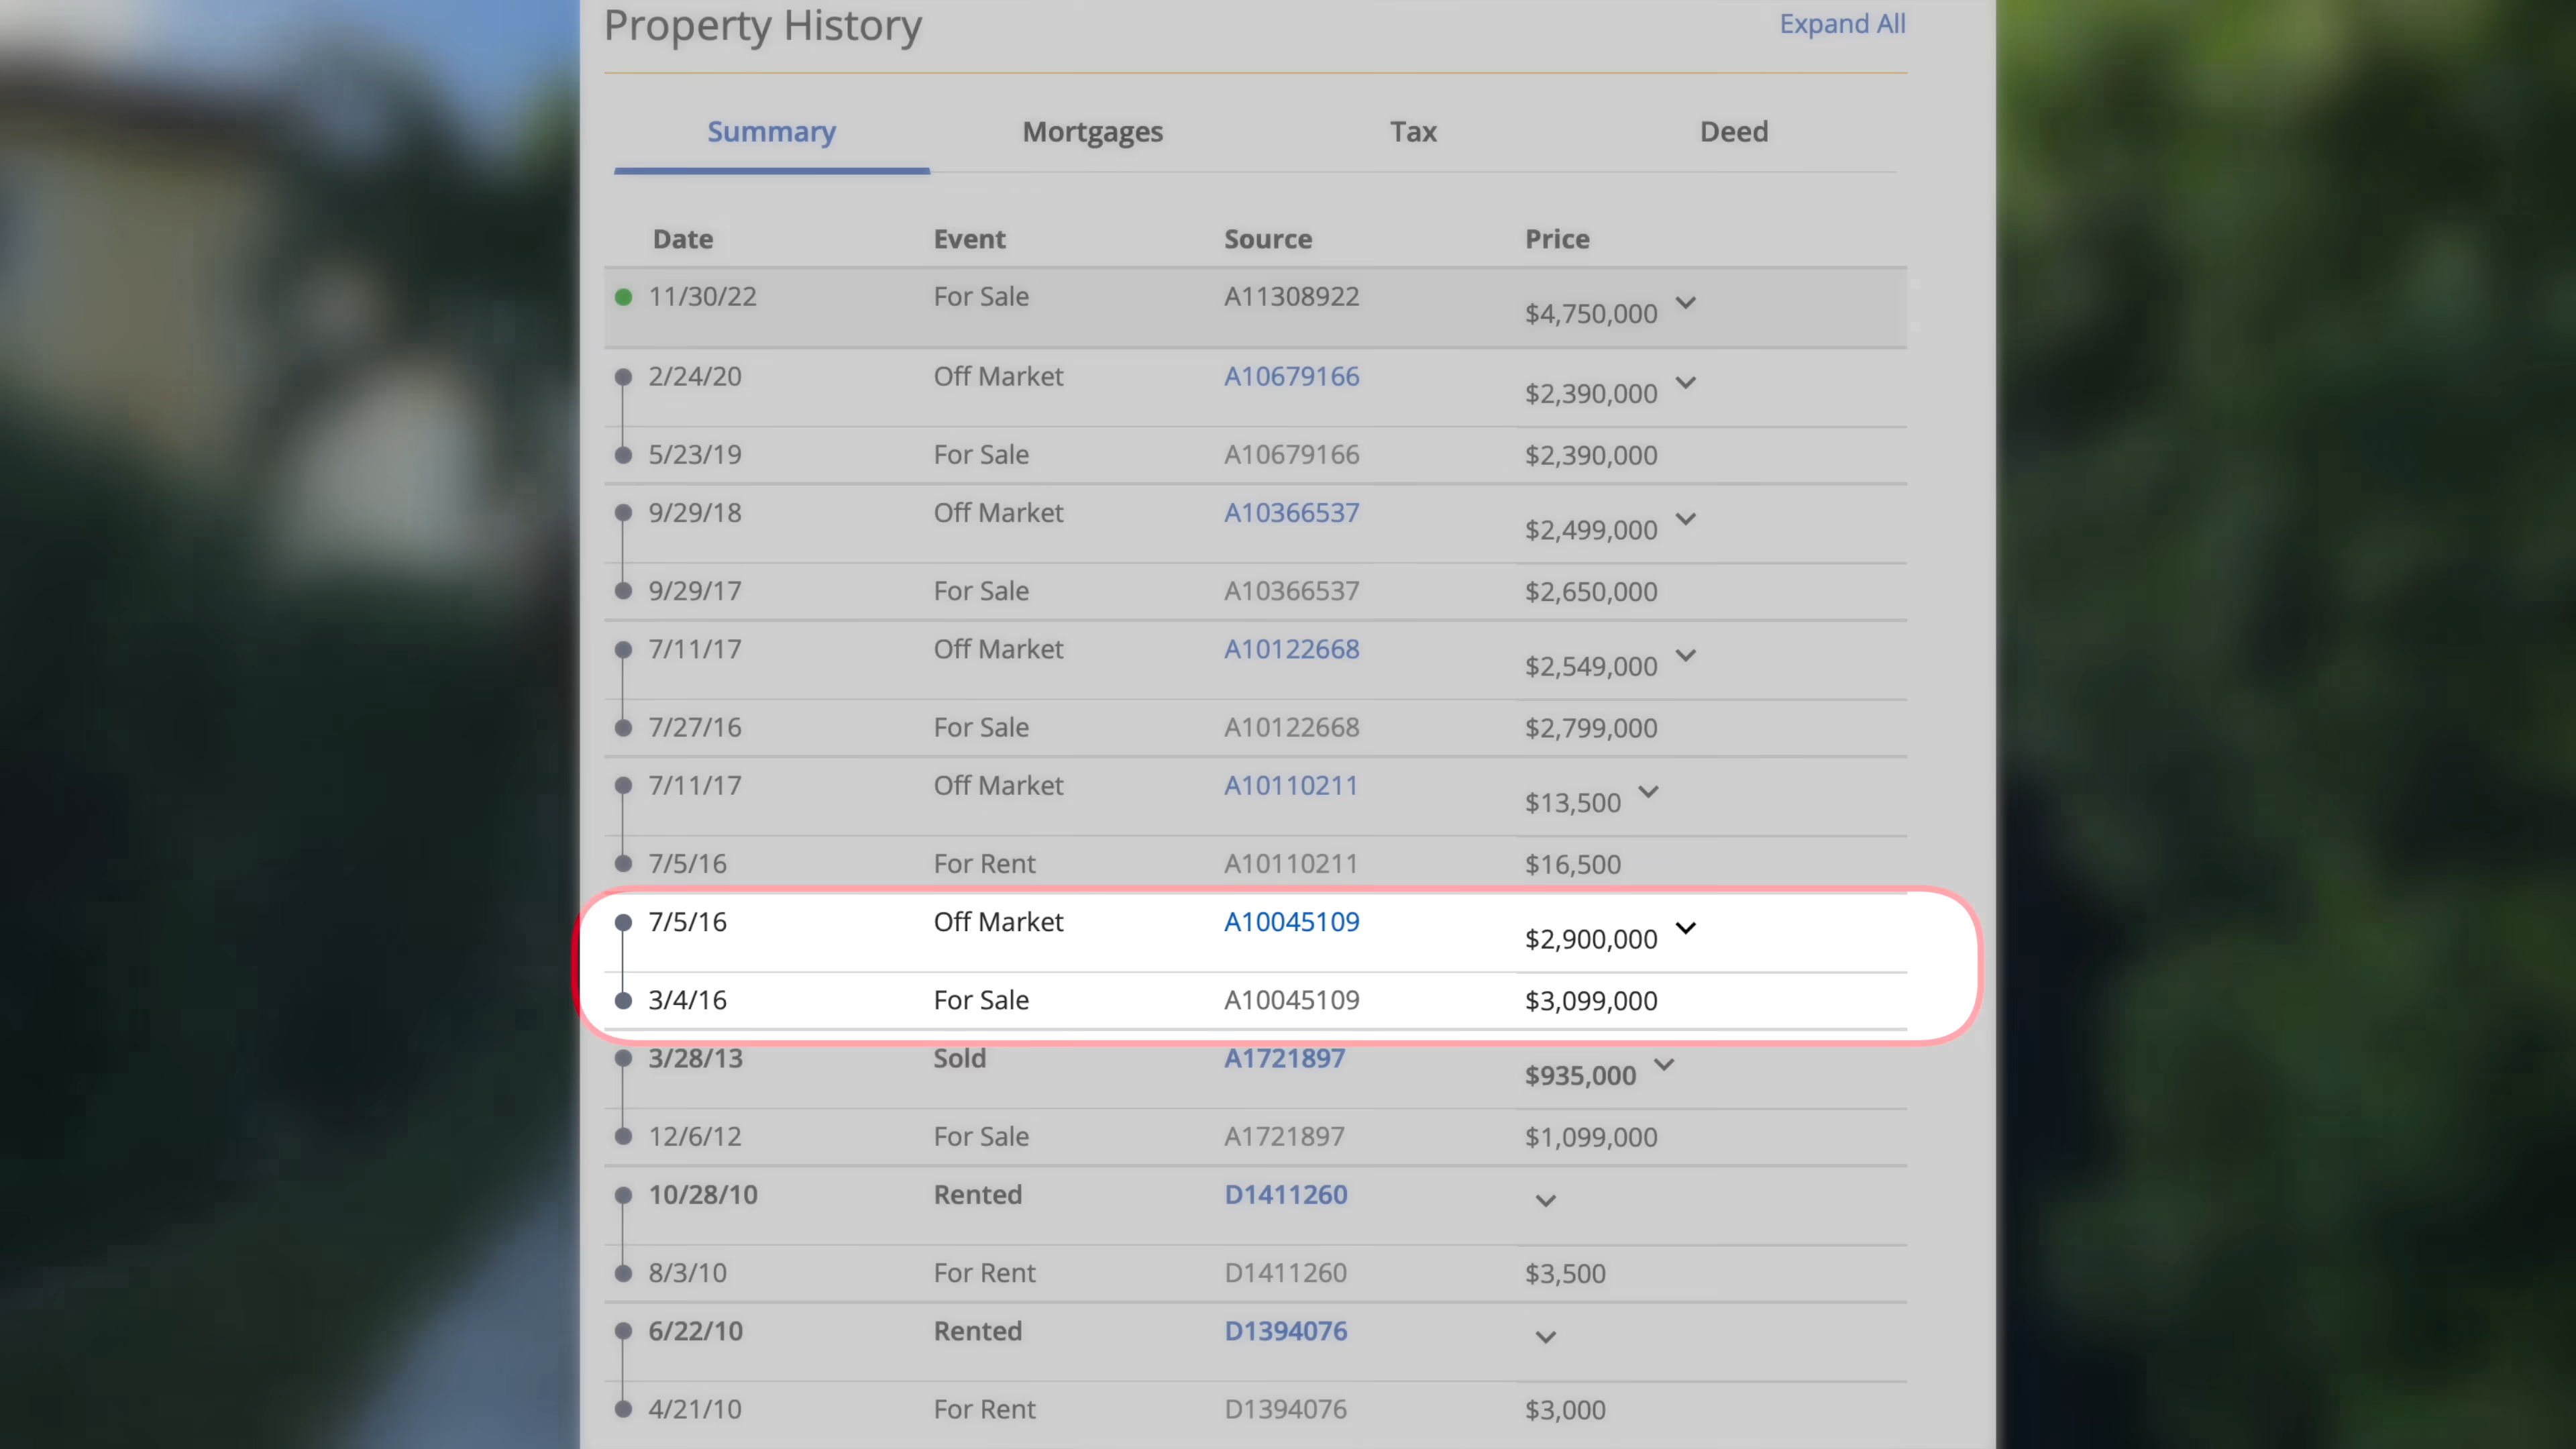 Property History Expand All
Summary Mortgages Tax Deed
Date Event Source Price
11/30/22 For Sale A11308922 $4,750,000
2/24/20 Off Market A10679166 $2,390,000
5/23/19 For Sale A10679166 $2,390,000
9/29/18 Off Market A10366537 $2,499,000
9/29/17 For Sale A10366537 $2,650,000
7/11/17 Off Market A10122668 $2,549,000
7/27/16 For Sale A10122668 $2,799,000
7/11/17 Off Market A10110211 $13,500
7/5/16 For Rent A10110211 $16,500
7/5/16 Off Market A10045109 $2,900,000
3/4/16 For Sale A10045109 $3,099,000
3/28/13 Sold A1721897 $935,000
12/6/12 For Sale A1721897 $1,099,000
10/28/10 Rented D1411260
8/3/10 For Rent D1411260 $3,500
6/22/10 Rented D1394076
4/21/10 For Rent D1394076 $3,000